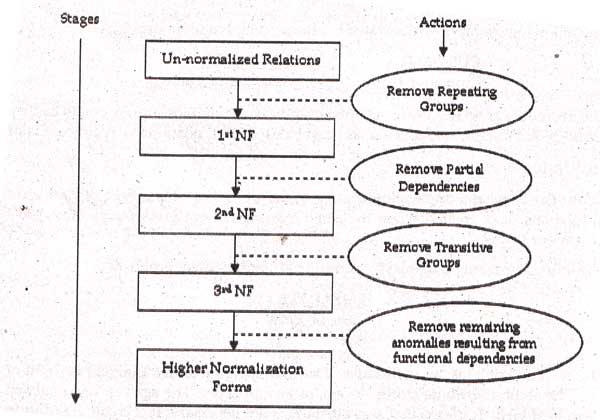 Stages
Actions
Un-normalized Relations
Remove Repeating
Groups
1st NF
Remove Partial
Dependencies
2nd NF
Remove Transitive
Groups
3rd NF
Remove remaining
anomalies resulting from
functional dependencies
Higher Normalization
Forms